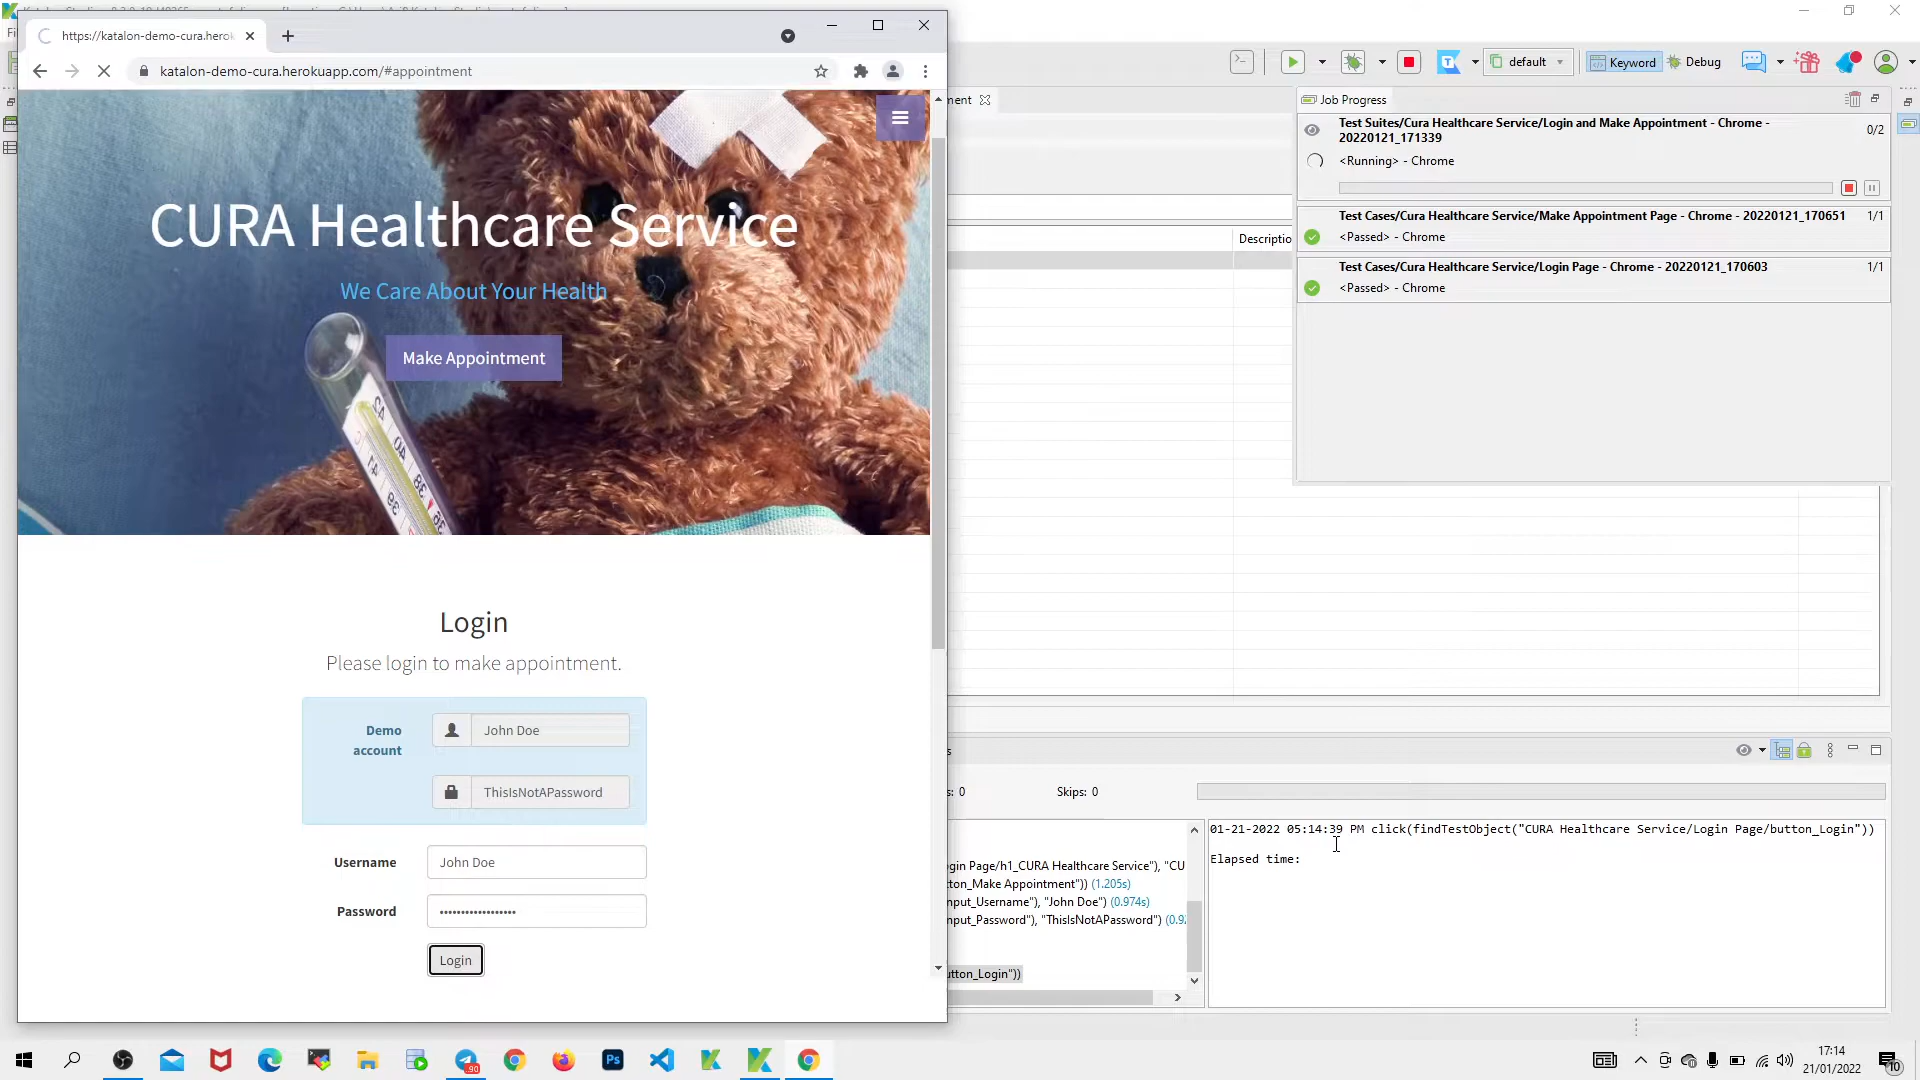 https://katalon-demo-cura.herok
katalon-demo-cura.herokuapp.com/#appointment
CURA Healthcare Service
We Care About Your Health
Make Appointment
Login
Please login to make appointment.
Demo account
John Doe
ThisIsNotAPassword
Username
John Doe
Password
Login
default
Keyword
Debug
ment
Job Progress
Test Suites/Cura Healthcare Service/Login and Make Appointment - Chrome -
20220121_171339
0/2
<Running> - Chrome
Test Cases/Cura Healthcare Service/Make Appointment Page - Chrome - 20220121_170651
1/1
<Passed> - Chrome
Test Cases/Cura Healthcare Service/Login Page - Chrome - 20220121_170603
1/1
<Passed> - Chrome
Descriptio
s: 0
Skips: 0
gin Page/h1_CURA Healthcare Service"), "CU
ton_Make Appointment")) (1.205s)
nput_Username"), "John Doe") (0.974s)
nput_Password"), "ThisIsNotAPassword") (0.92
utton_Login"))
01-21-2022 05:14:39 PM click(findTestObject("CURA Healthcare Service/Login Page/button_Login"))
Elapsed time:
17:14
21/01/2022